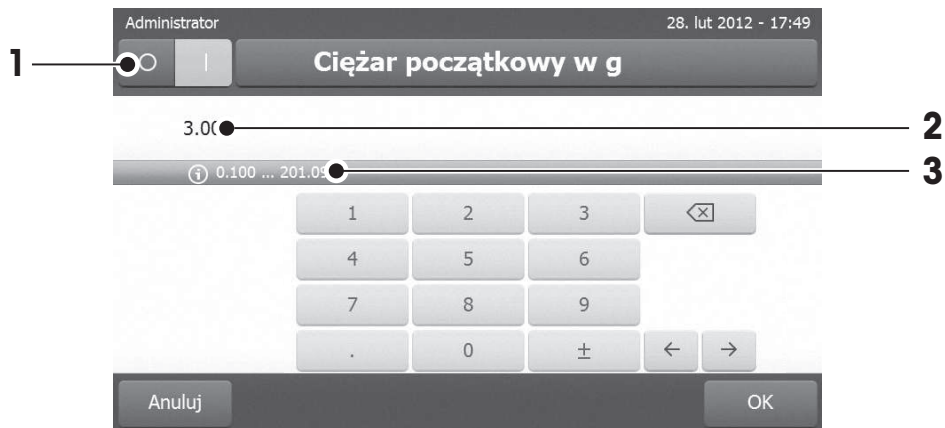 Administrator 28. lut 2012 - 17:49
1
Ciężar początkowy w g
3.00 2
0.100 ... 201.09 3
1 2 3
4 5 6
7 8 9
. 0 ± ← →
Anuluj OK